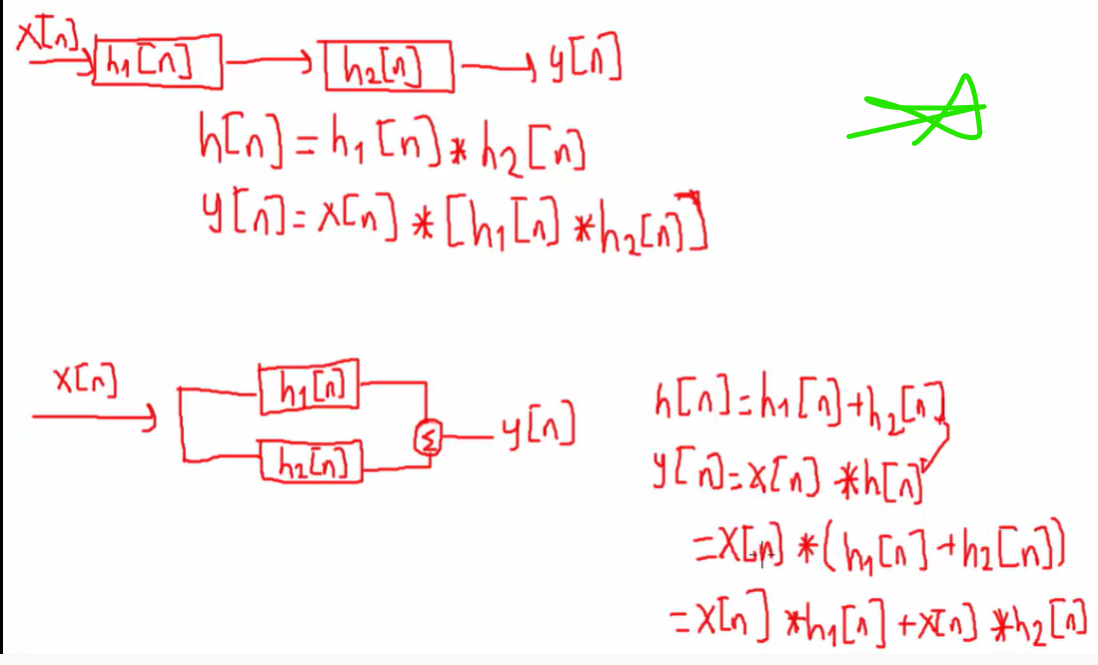 x[n] h₁[n] h₂[n] y[n]
h[n] = h₁[n] * h₂[n]
y[n] = x[n] * [h₁[n] * h₂[n]]
x[n] h₁[n] h₂[n] Σ y[n]
h[n] = h₁[n] + h₂[n]
y[n] = x[n] * h[n]
= x[n] * (h₁[n] + h₂[n])
= x[n] * h₁[n] + x[n] * h₂[n]